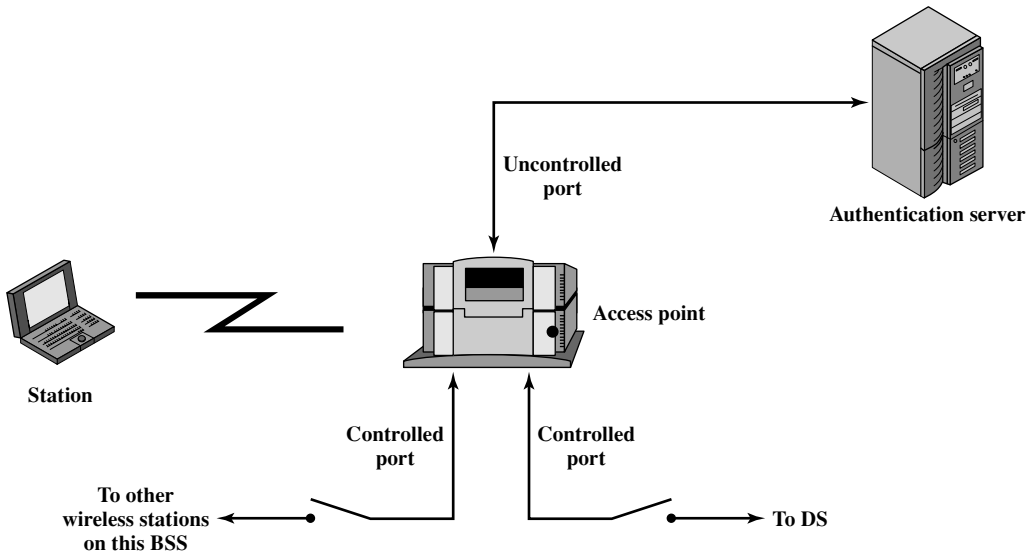 Uncontrolled
port
Authentication server
Access point
Station
Controlled
port
Controlled
port
To other
wireless stations
on this BSS
To DS